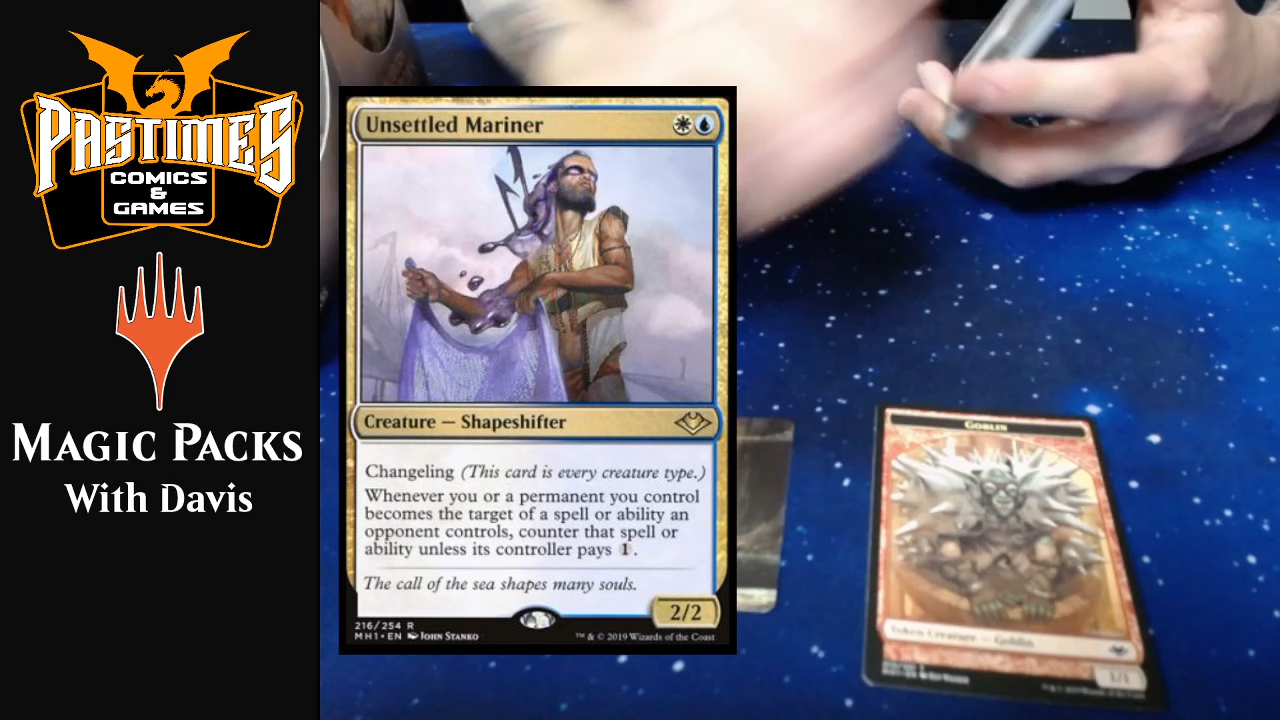 PASTIMES
COMICS
&
GAMES
MAGIC PACKS
WITH DAVIS
Unsettled Mariner
Creature — Shapeshifter
Changeling (This card is every creature type.)
Whenever you or a permanent you control
becomes the target of a spell or ability an
opponent controls, counter that spell or
ability unless its controller pays 1.
The call of the sea shapes many souls.
2/2
216/254 R
MH1 • EN JOHN STANKO
™ & © 2019 Wizards of the Coast
GOBLIN
Token Creature — Goblin
1/1